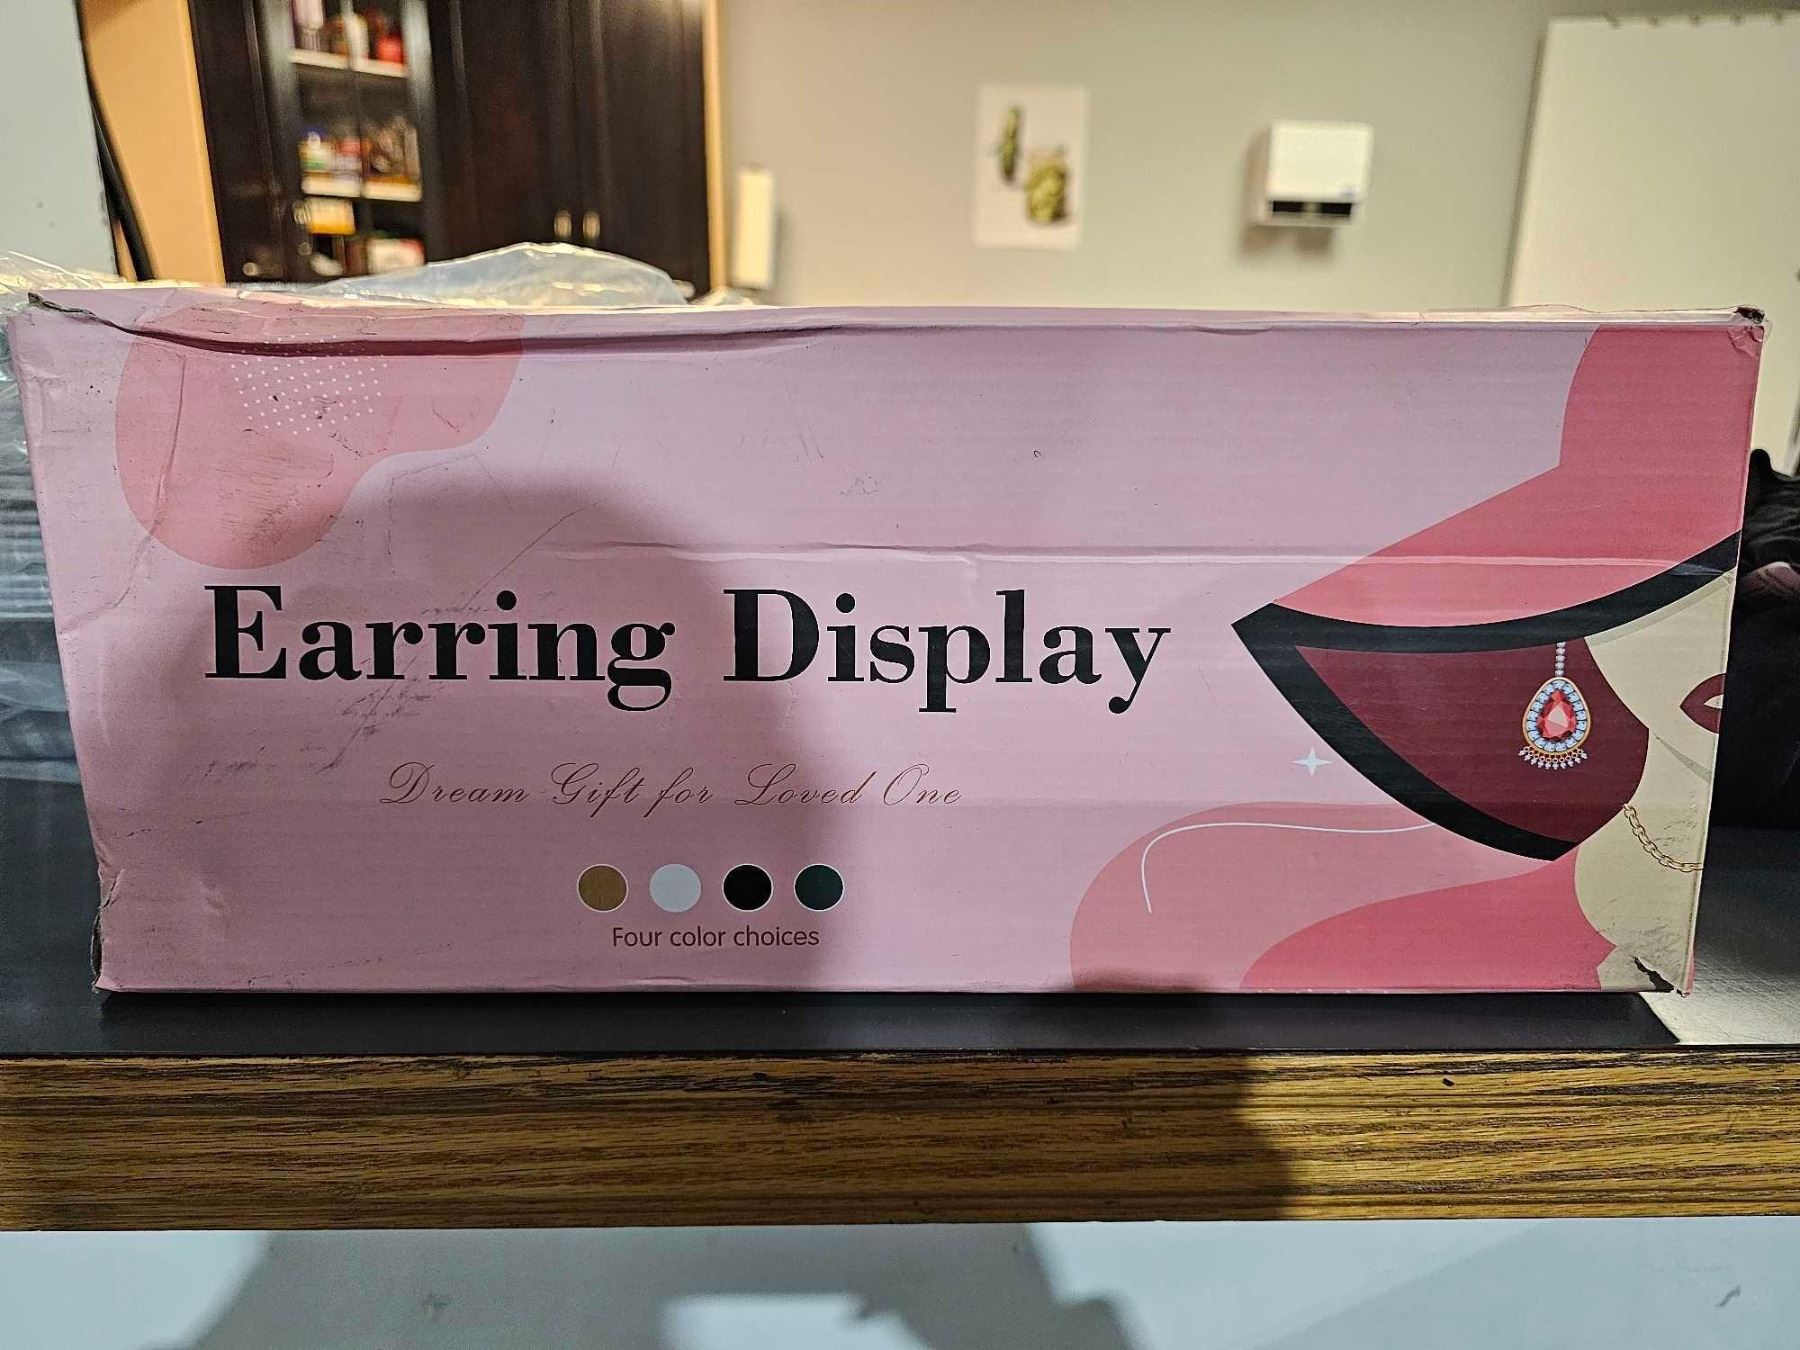 Earring Display
Dream Gift for Loved One
Four color choices